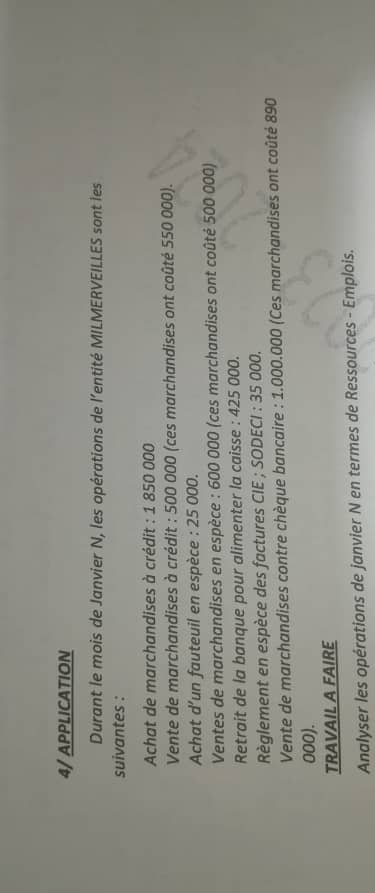 4/ APPLICATION
Durant le mois de Janvier N, les opérations de l'entité MILMERVEILLES sont les
suivantes :
Achat de marchandises à crédit : 1 850 000
Vente de marchandises à crédit : 500 000 (ces marchandises ont coûté 550 000).
Achat d'un fauteuil en espèce : 25 000.
Ventes de marchandises en espèce : 600 000 (ces marchandises ont coûté 500 000)
Retrait de la banque pour alimenter la caisse : 425 000.
Règlement en espèce des factures CIE ; SODECI : 35 000.
Vente de marchandises contre chèque bancaire : 1.000.000 (Ces marchandises ont coûté 890
000).
TRAVAIL A FAIRE
Analyser les opérations de janvier N en termes de Ressources - Emplois.